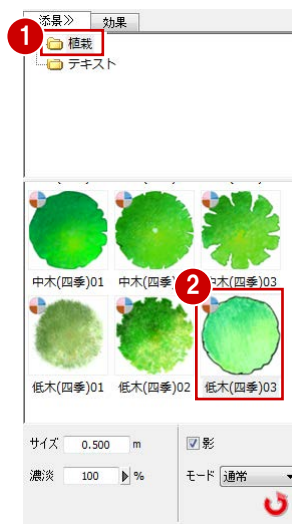 添景≫ 効果
1
植栽
テキスト
中木(四季)01 中木(四季) 中木(四季)03
2
低木(四季)01 低木(四季)02 低木(四季)03
サイズ 0.500 m 影
濃淡 100 % モード 通常